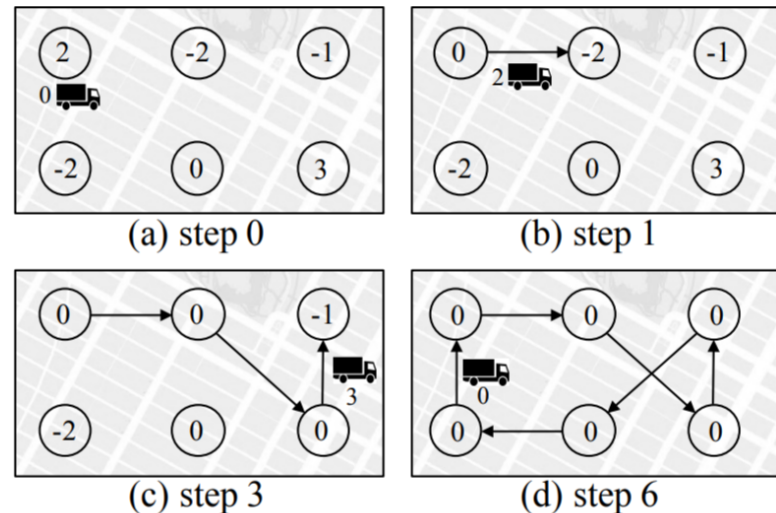 2 -2 -1
0
-2 0 3
(a) step 0
0 -2 -1
2
-2 0 3
(b) step 1
0 0 -1
3
-2 0 0
(c) step 3
0 0 0
0
0 0 0
(d) step 6